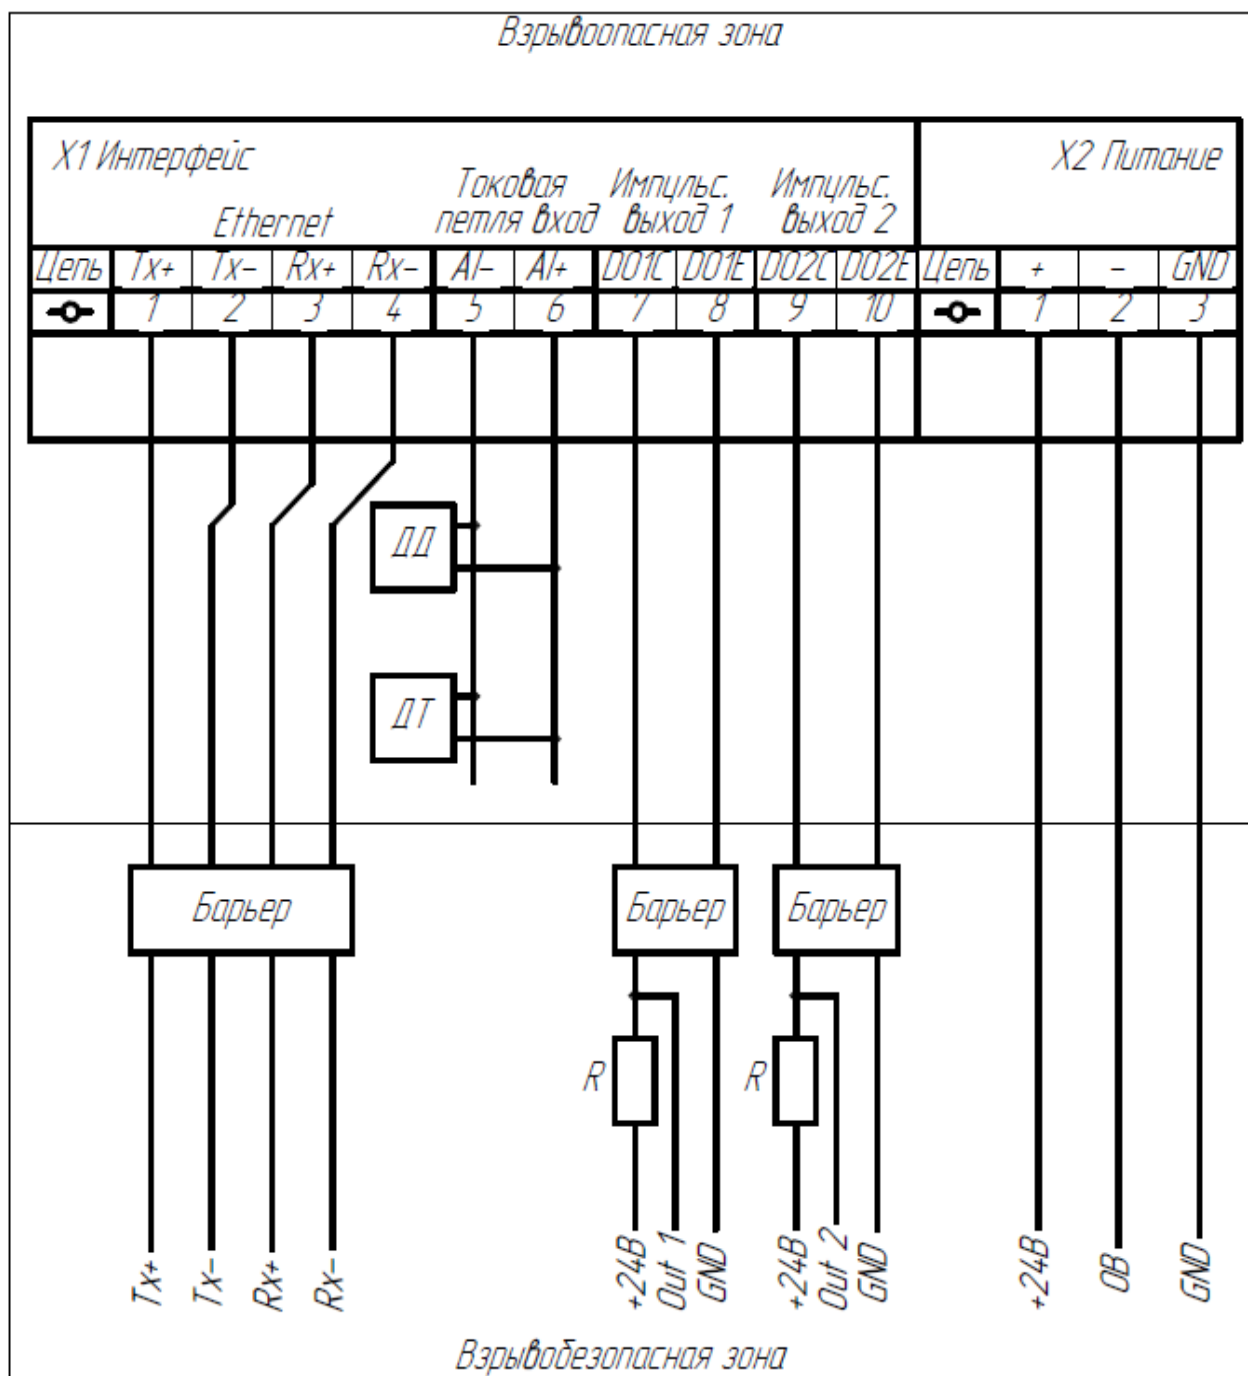 Взрывоопасная зона
X1 Интерфейс
X2 Питание
Ethernet
Токовая
петля вход
Импульс.
выход 1
Импульс.
выход 2
Цепь Tx+ Tx- Rx+ Rx- AI- AI+ DO1C DO1E DO2C DO2E Цепь + - GND
1 2 3 4 5 6 7 8 9 10 1 2 3
ДД
ДТ
Барьер Барьер Барьер
R R
Tx+ Tx- Rx+ Rx- +24В Out 1 GND +24В Out 2 GND +24В 0В GND
Взрывобезопасная зона